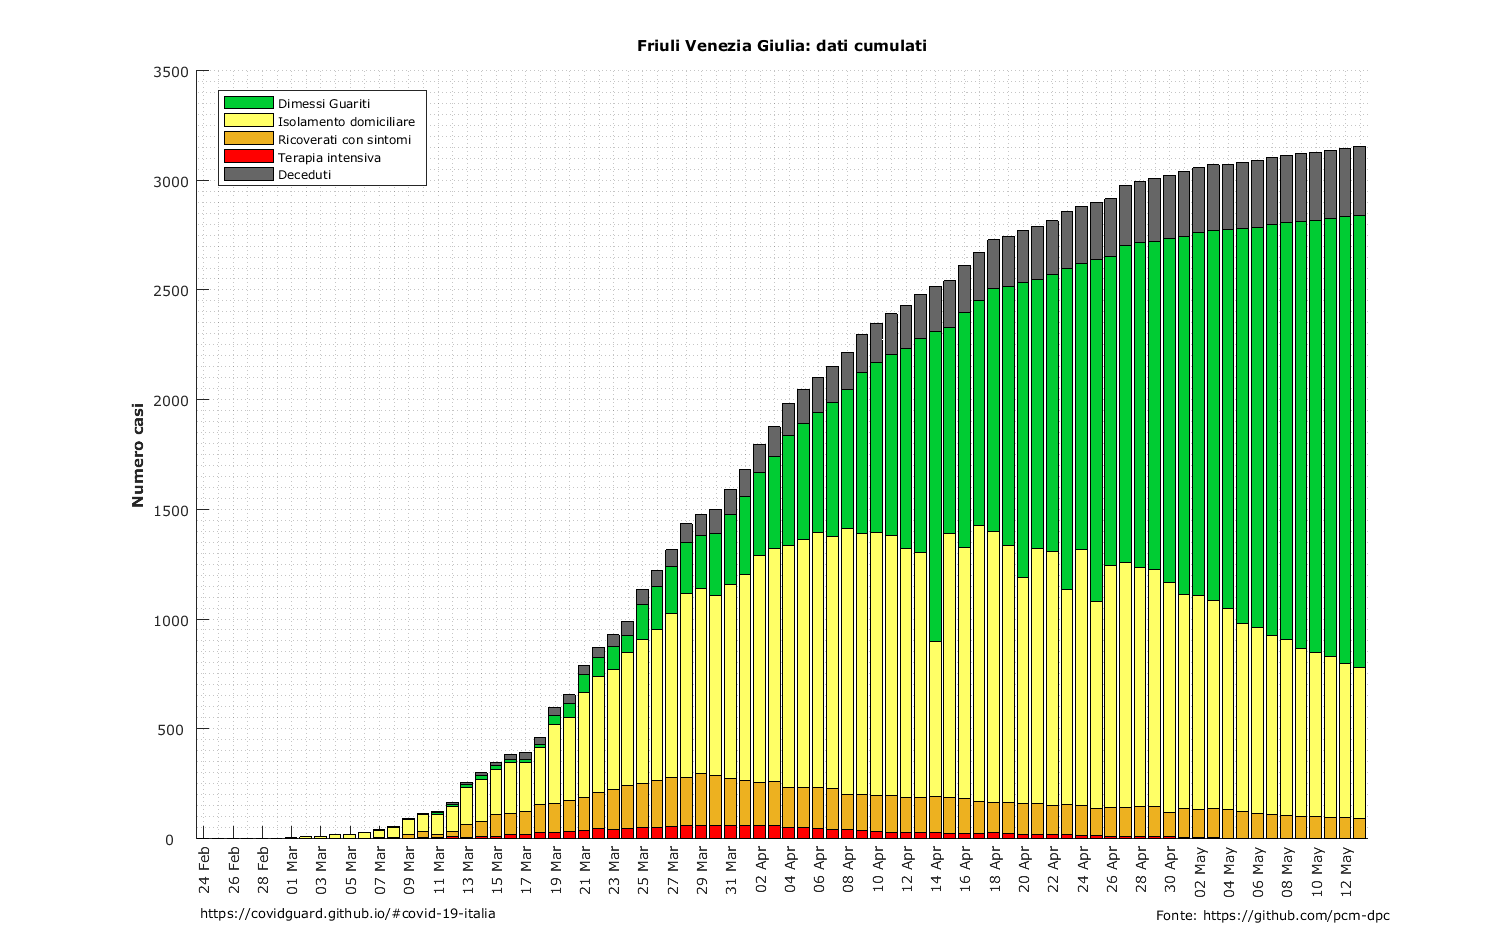 Friuli Venezia Giulia: dati cumulati
3500
3000
2500
2000
1500
1000
500
0
Numero casi
Dimessi Guariti
Isolamento domiciliare
Ricoverati con sintomi
Terapia intensiva
Deceduti
24 Feb
26 Feb
28 Feb
01 Mar
03 Mar
05 Mar
07 Mar
09 Mar
11 Mar
13 Mar
15 Mar
17 Mar
19 Mar
21 Mar
23 Mar
25 Mar
27 Mar
29 Mar
31 Mar
02 Apr
04 Apr
06 Apr
08 Apr
10 Apr
12 Apr
14 Apr
16 Apr
18 Apr
20 Apr
22 Apr
24 Apr
26 Apr
28 Apr
30 Apr
02 May
04 May
06 May
08 May
10 May
12 May
https://covidguard.github.io/#covid-19-italia
Fonte: https://github.com/pcm-dpc